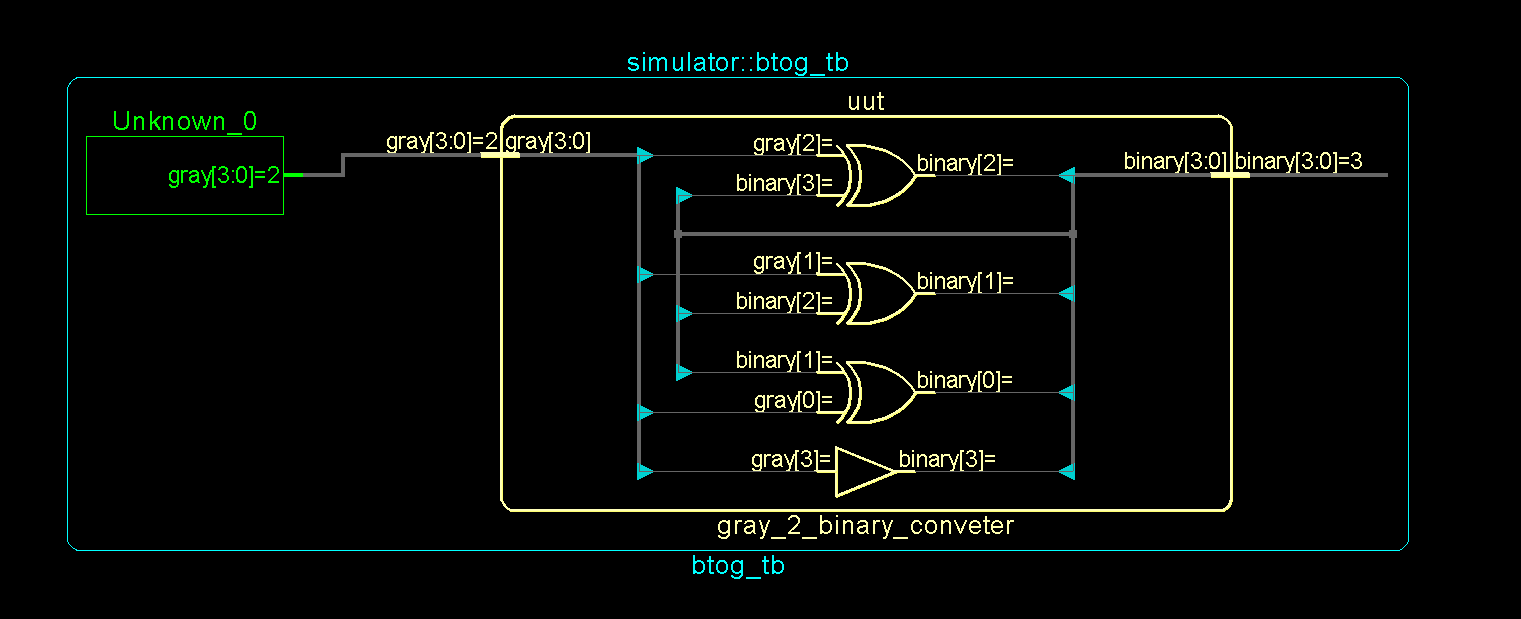 simulator::btog_tb
uut
Unknown_0
gray[3:0]=2
gray[3:0]=2 gray[3:0]
gray[2]=
binary[3]=
binary[2]=
binary[3:0] binary[3:0]=3
gray[1]=
binary[2]=
binary[1]=
binary[1]=
gray[0]=
binary[0]=
gray[3]=
binary[3]=
gray_2_binary_conveter
btog_tb